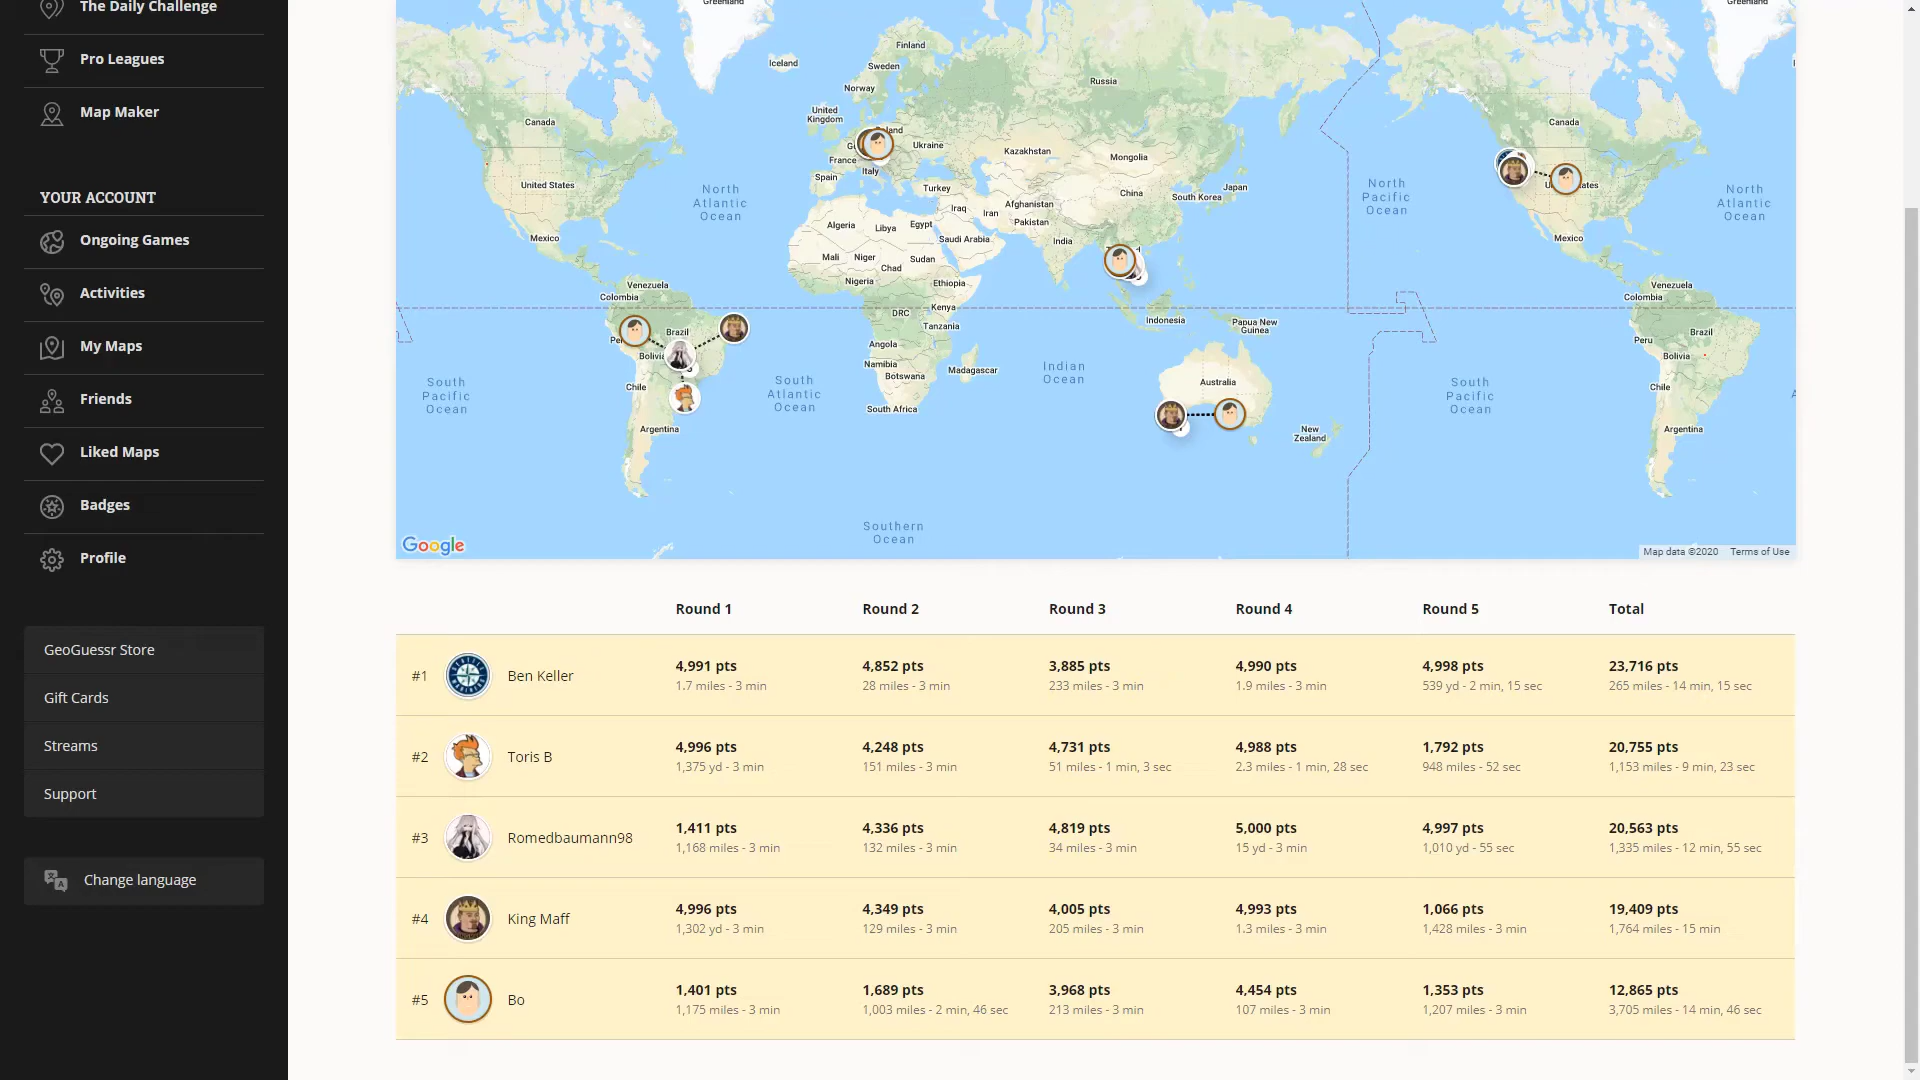 The Daily Challenge
Pro Leagues
Map Maker
YOUR ACCOUNT
Ongoing Games
Activities
My Maps
Friends
Liked Maps
Badges
Profile
GeoGuessr Store
Gift Cards
Streams
Support
Change language
Greenland
Greenland
Iceland
Finland
Sweden
Norway
Russia
United
Kingdom
Canada
Canada
Ukraine
France
Kazakhstan
Mongolia
Italy
Spain
United States
North
Atlantic
Ocean
Turkey
China
South Korea
Japan
North
Pacific
Ocean
North
Atlantic
Ocean
Afghanistan
Iraq
Iran
Pakistan
Algeria
Libya
Egypt
Saudi Arabia
India
Mexico
Mexico
Mali
Niger
Sudan
Chad
Nigeria
Ethiopia
Venezuela
Colombia
Venezuela
Colombia
DRC
Kenya
Tanzania
Indonesia
Papua New
Guinea
Brazil
Brazil
Peru
Bolivia
Bolivia
Angola
Namibia
Botswana
Madagascar
Indian
Ocean
Australia
Chile
Chile
South
Pacific
Ocean
South
Atlantic
Ocean
South Africa
South
Pacific
Ocean
Argentina
Argentina
New
Zealand
Southern
Ocean
Google
Map data ©2020 Terms of Use
Round 1 Round 2 Round 3 Round 4 Round 5 Total
#1 Ben Keller 4,991 pts 4,852 pts 3,885 pts 4,990 pts 4,998 pts 23,716 pts
1.7 miles - 3 min 28 miles - 3 min 233 miles - 3 min 1.9 miles - 3 min 539 yd - 2 min, 15 sec 265 miles - 14 min, 15 sec
#2 Toris B 4,996 pts 4,248 pts 4,731 pts 4,988 pts 1,792 pts 20,755 pts
1,375 yd - 3 min 151 miles - 3 min 51 miles - 1 min, 3 sec 2.3 miles - 1 min, 28 sec 948 miles - 52 sec 1,153 miles - 9 min, 23 sec
#3 Romedbaumann98 1,411 pts 4,336 pts 4,819 pts 5,000 pts 4,997 pts 20,563 pts
1,168 miles - 3 min 132 miles - 3 min 34 miles - 3 min 15 yd - 3 min 1,010 yd - 55 sec 1,335 miles - 12 min, 55 sec
#4 King Maff 4,996 pts 4,349 pts 4,005 pts 4,993 pts 1,066 pts 19,409 pts
1,302 yd - 3 min 129 miles - 3 min 205 miles - 3 min 1.3 miles - 3 min 1,428 miles - 3 min 1,764 miles - 15 min
#5 Bo 1,401 pts 1,689 pts 3,968 pts 4,454 pts 1,353 pts 12,865 pts
1,175 miles - 3 min 1,003 miles - 2 min, 46 sec 213 miles - 3 min 107 miles - 3 min 1,207 miles - 3 min 3,705 miles - 14 min, 46 sec